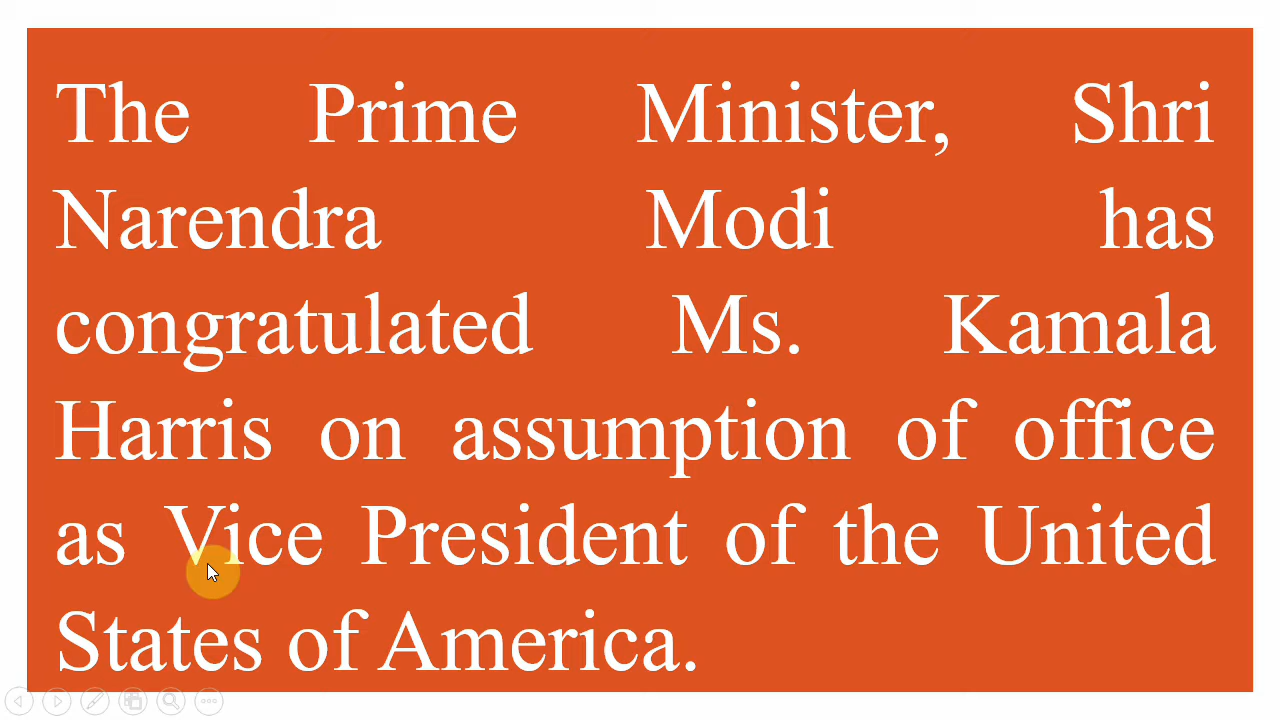 The Prime Minister, Shri
Narendra Modi has
congratulated Ms. Kamala
Harris on assumption of office
as Vice President of the United
States of America.